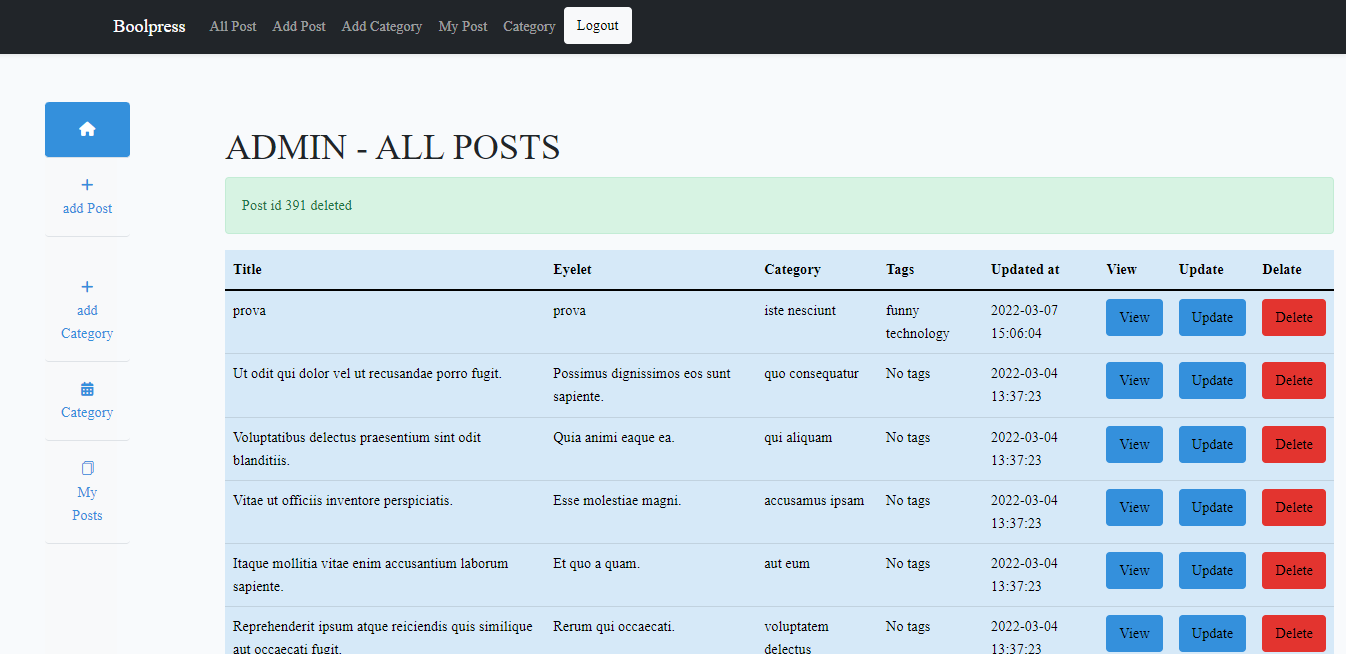 Boolpress All Post Add Post Add Category My Post Category Logout
add Post
add
Category
Category
My
Posts
ADMIN - ALL POSTS
Post id 391 deleted
Title Eyelet Category Tags Updated at View Update Delate
prova prova iste nesciunt funny 2022-03-07 View Update Delete
technology 15:06:04
Ut odit qui dolor vel ut recusandae porro fugit. Possimus dignissimos eos sunt quo consequatur No tags 2022-03-04 View Update Delete
sapiente. 13:37:23
Voluptatibus delectus praesentium sint odit Quia animi eaque ea. qui aliquam No tags 2022-03-04 View Update Delete
blanditiis. 13:37:23
Vitae ut officiis inventore perspiciatis. Esse molestiae magni. accusamus ipsam No tags 2022-03-04 View Update Delete
13:37:23
Itaque mollitia vitae enim accusantium laborum Et quo a quam. aut eum No tags 2022-03-04 View Update Delete
sapiente. 13:37:23
Reprehenderit ipsum atque reiciendis quis similique Rerum qui occaecati. voluptatem No tags 2022-03-04 View Update Delete
aut occaecati fugit. delectus 13:37:23